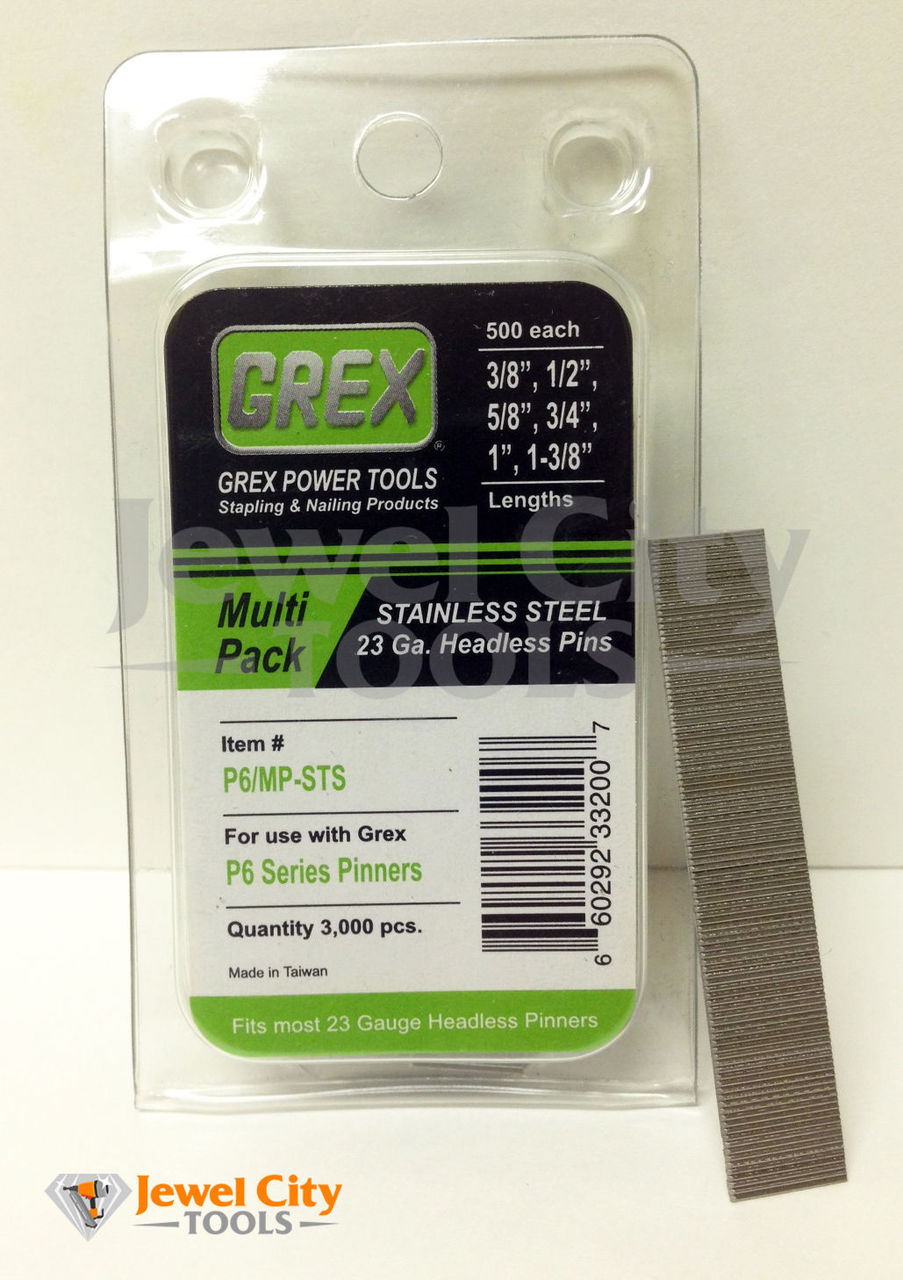 GREX
®
GREX POWER TOOLS
Stapling & Nailing Products
500 each
3/8”, 1/2”,
5/8”, 3/4”,
1”, 1-3/8”
Lengths
Jewel City
TOOLS
Multi
Pack
STAINLESS STEEL
23 Ga. Headless Pins
Item #
P6/MP-STS
For use with Grex
P6 Series Pinners
Quantity 3,000 pcs.
Made in Taiwan
6 60292 33200 7
Fits most 23 Gauge Headless Pinners
Jewel City
TOOLS